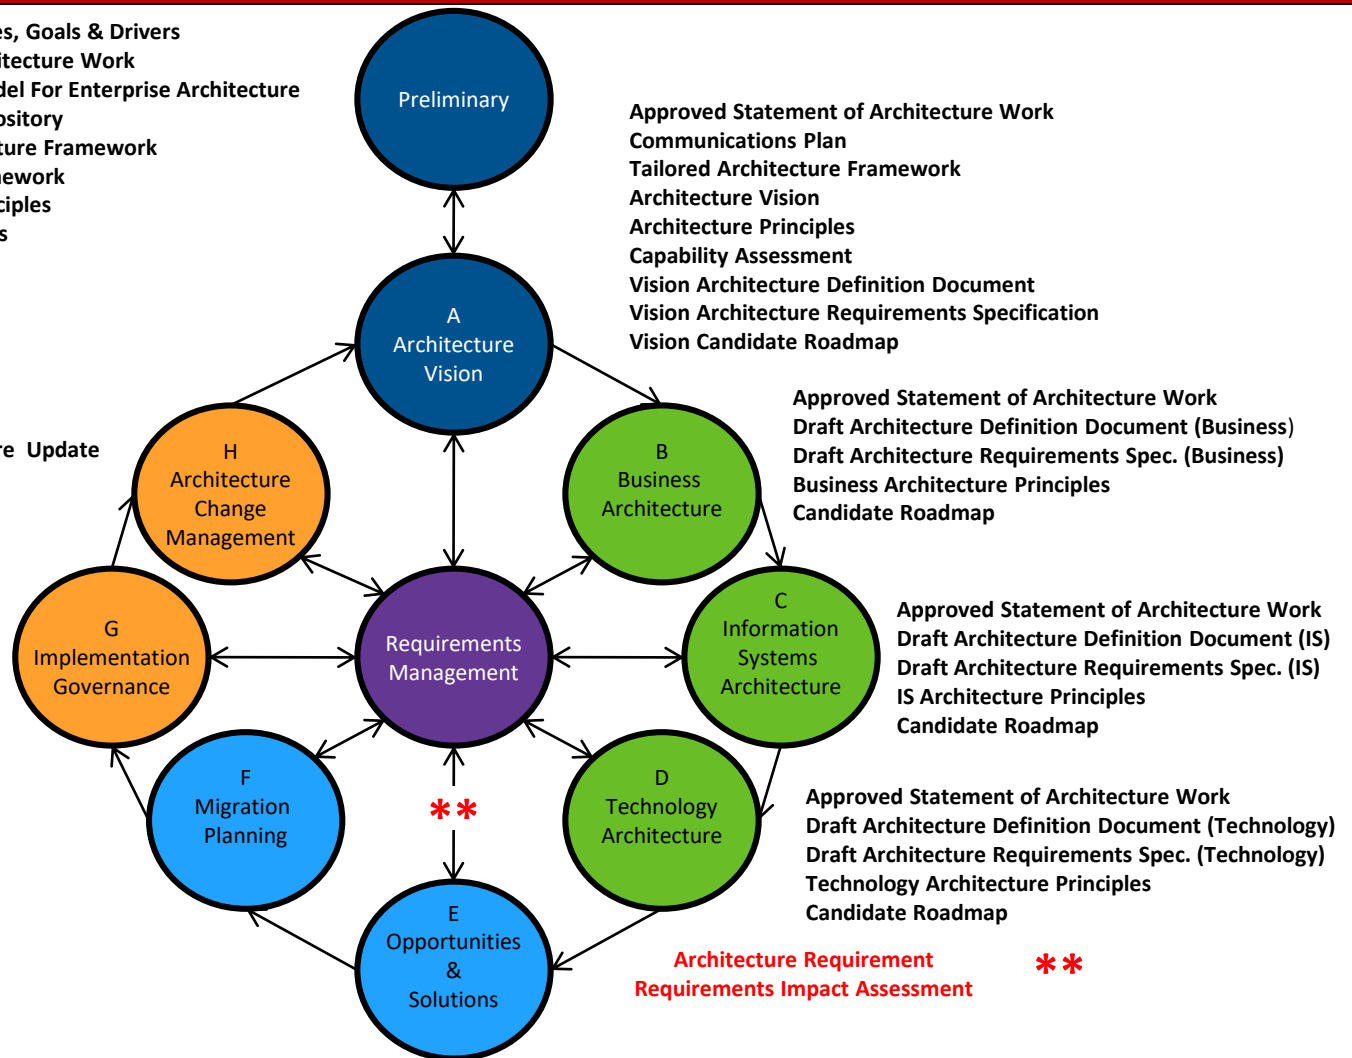 Goals & Drivers
itecture Work
del For Enterprise Architecture
ository
ture Framework
ework
ciples
Preliminary
Approved Statement of Architecture Work
Communications Plan
Tailored Architecture Framework
Architecture Vision
Architecture Principles
Capability Assessment
Vision Architecture Definition Document
Vision Architecture Requirements Specification
Vision Candidate Roadmap
A
Architecture
Vision
Approved Statement of Architecture Work
Draft Architecture Definition Document (Business)
Draft Architecture Requirements Spec. (Business)
Business Architecture Principles
Candidate Roadmap
re Update
H
Architecture
Change
Management
B
Business
Architecture
G
Implementation
Governance
Requirements
Management
C
Information
Systems
Architecture
Approved Statement of Architecture Work
Draft Architecture Definition Document (IS)
Draft Architecture Requirements Spec. (IS)
IS Architecture Principles
Candidate Roadmap
F
Migration
Planning
**
D
Technology
Architecture
Approved Statement of Architecture Work
Draft Architecture Definition Document (Technology)
Draft Architecture Requirements Spec. (Technology)
Technology Architecture Principles
Candidate Roadmap
E
Opportunities
&
Solutions
Architecture Requirement **
Requirements Impact Assessment